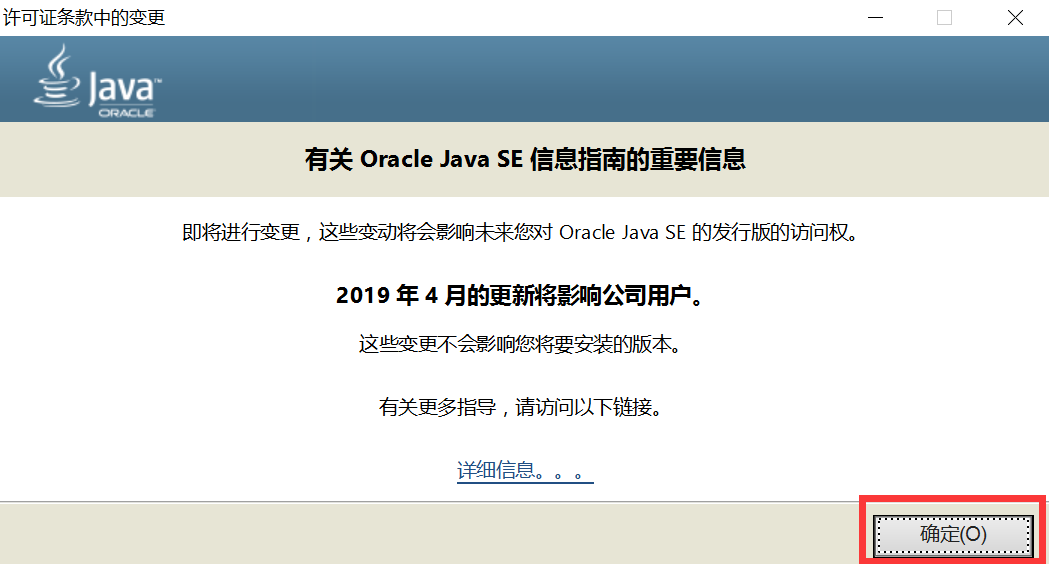 许可证条款中的变更
Java™
ORACLE
有关 Oracle Java SE 信息指南的重要信息
即将进行变更，这些变动将会影响未来您对 Oracle Java SE 的发行版的访问权。
2019 年 4 月的更新将影响公司用户。
这些变更不会影响您将要安装的版本。
有关更多指导，请访问以下链接。
详细信息。。。
确定(O)